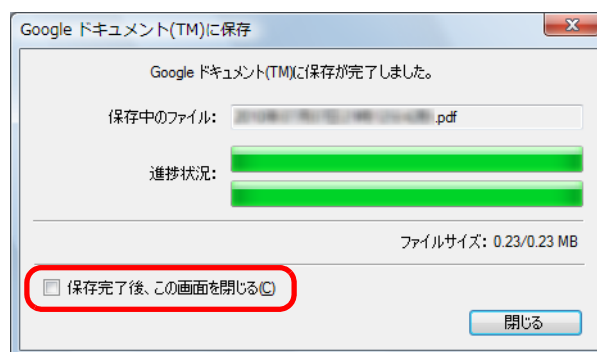 Google ドキュメント(TM)に保存
Google ドキュメント(TM)に保存が完了しました。
保存中のファイル: .pdf
進捗状況:
ファイルサイズ: 0.23/0.23 MB
保存完了後、この画面を閉じる(C)
閉じる